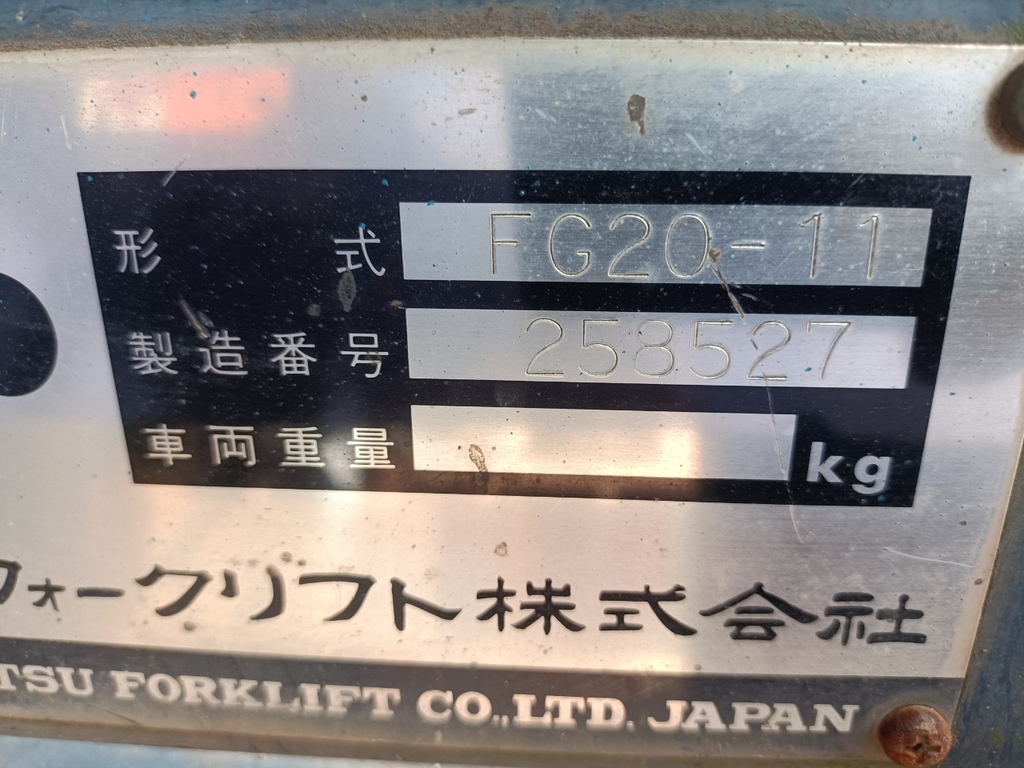 形式 FG20-11
製造番号 258527
車両重量 kg
フォークリフト株式会社
TSU FORKLIFT CO.,LTD. JAPAN